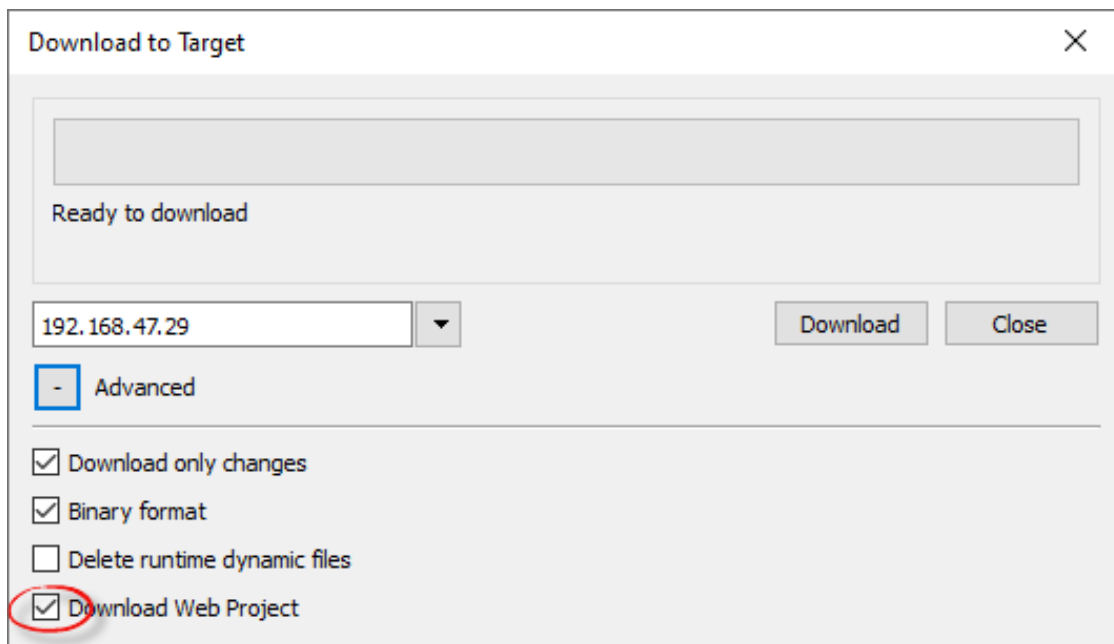 Download to Target
Ready to download
192.168.47.29
Download
Close
- Advanced
Download only changes
Binary format
Delete runtime dynamic files
Download Web Project